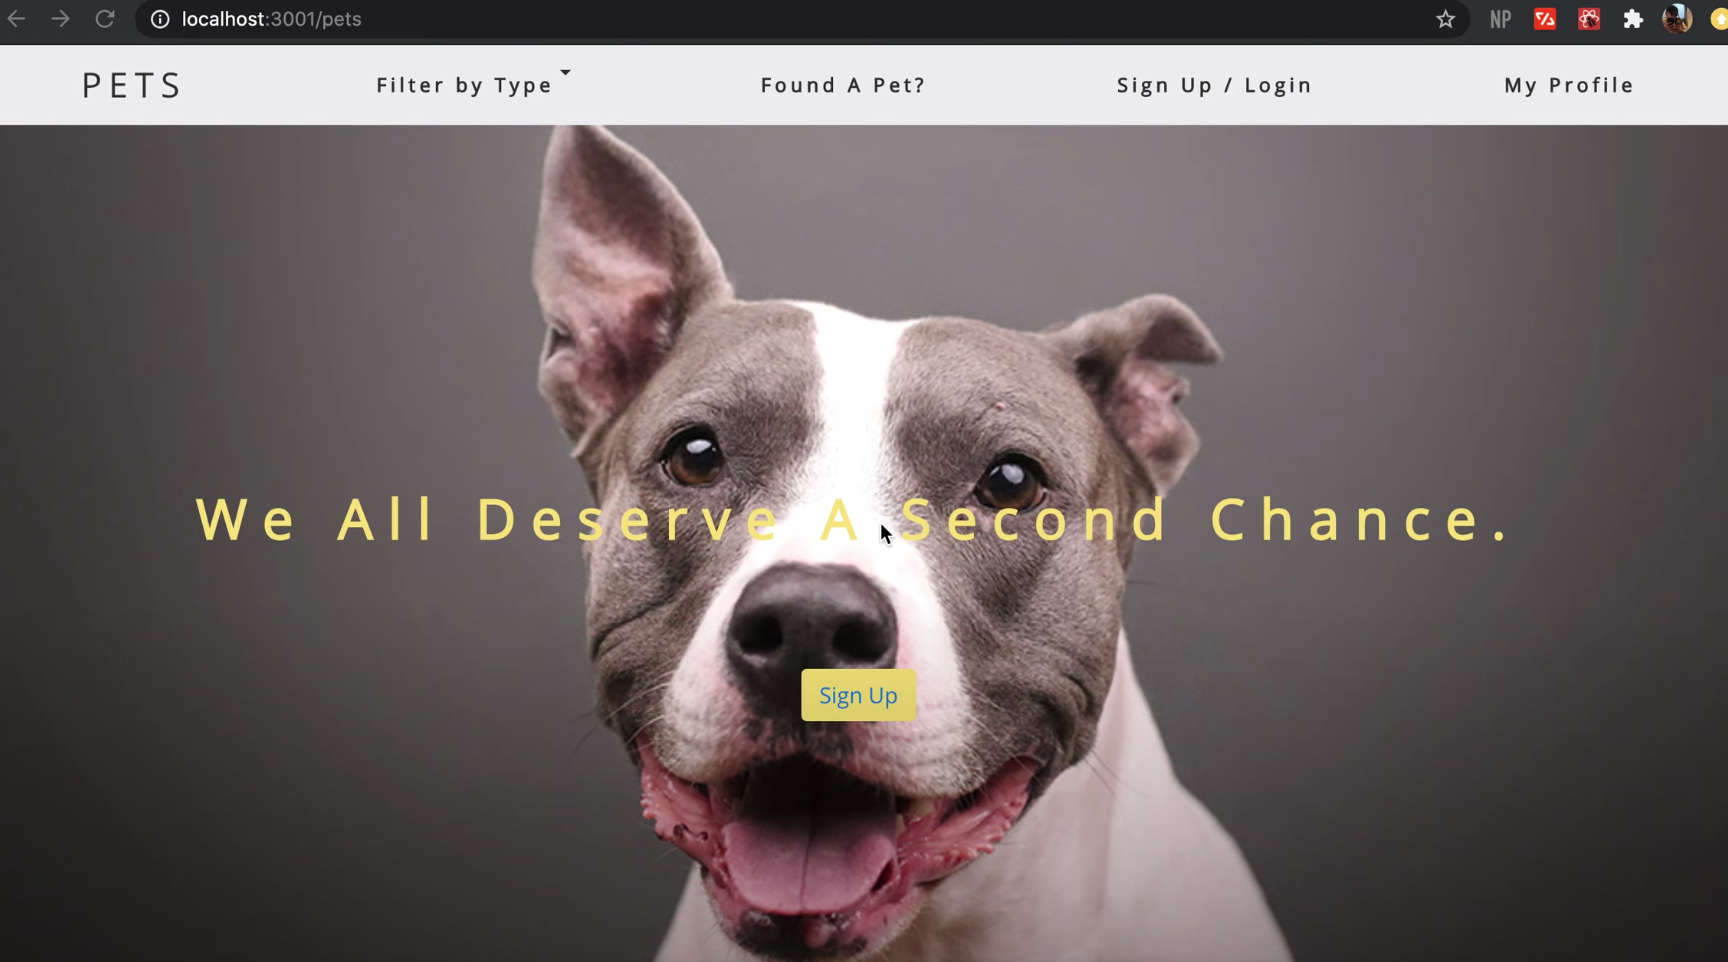 localhost:3001/pets
NP
PETS Filter by Type Found A Pet? Sign Up / Login My Profile
We All Deserve A Second Chance.
Sign Up